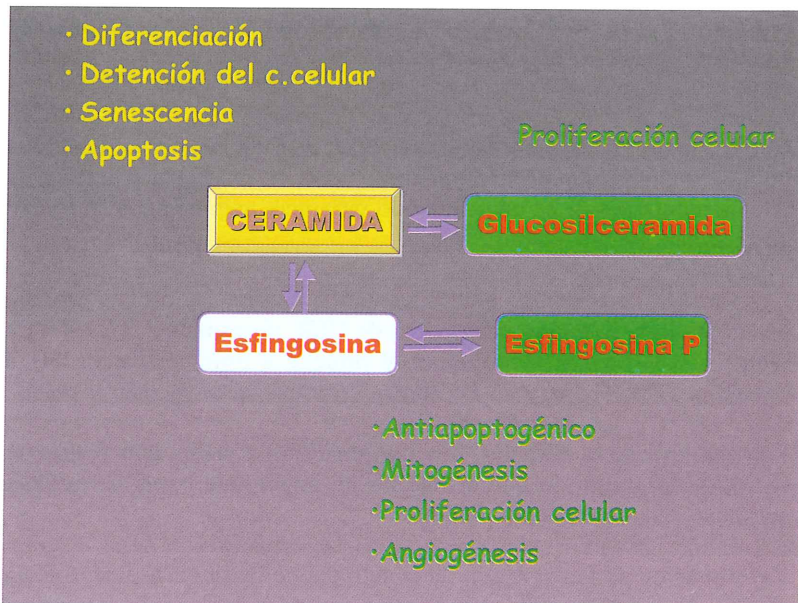 · Diferenciación
· Detención del c.celular
· Senescencia
· Apoptosis
Proliferación celular
CERAMIDA
Glucosilceramida
Esfingosina
Esfingosina P
·Antiapoptogénico
·Mitogénesis
·Proliferación celular
·Angiogénesis